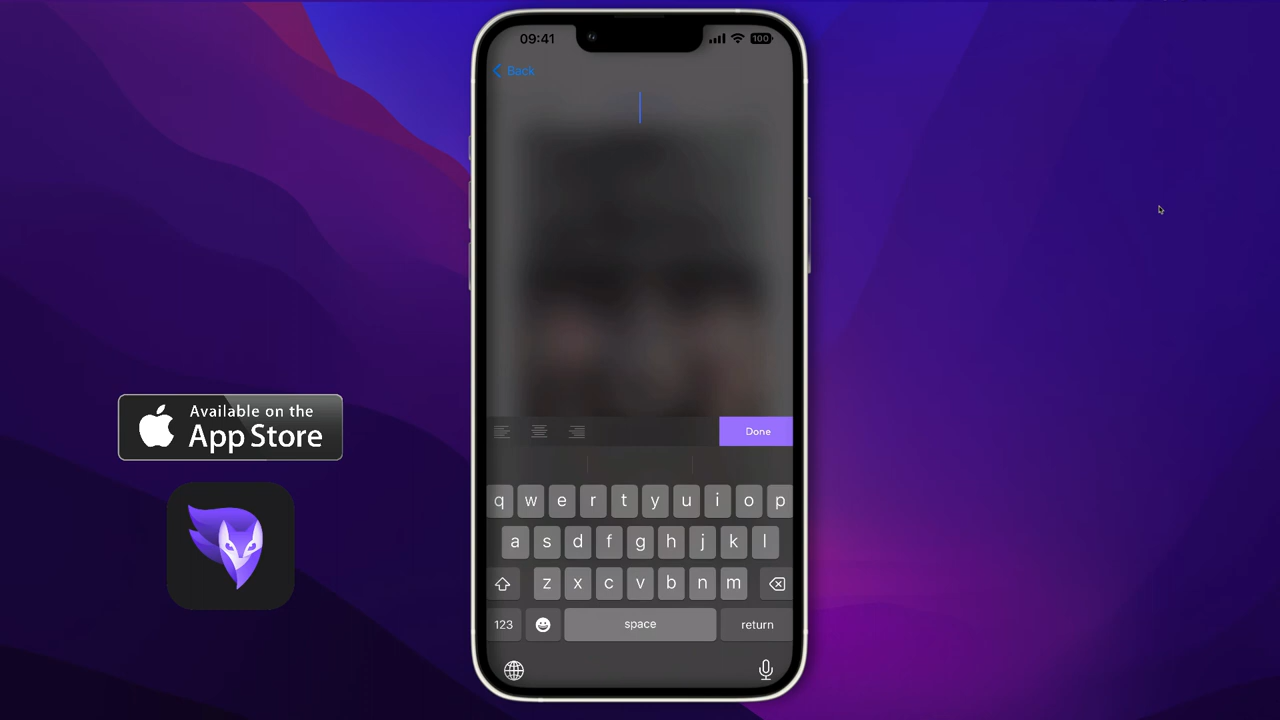 09:41
100
Back
Available on the
App Store
Done
q w e r t y u i o p
a s d f g h j k l
z x c v b n m
123 space return